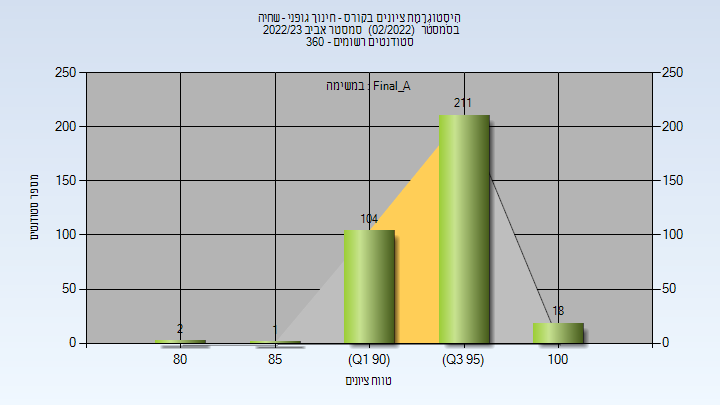 היסטוגרמת ציונים בקורס - חינוך גופני - שחיה
בסמסטר (02/2022) סמסטר אביב 2022/23
סטודנטים רשומים - 360
במשימה : Final_A
250 250
200 200
150 150
100 100
50 50
0 0
2 1 104 211 18
80 85 (Q1 90) (Q3 95) 100
מספר סטודנטים
טווח ציונים